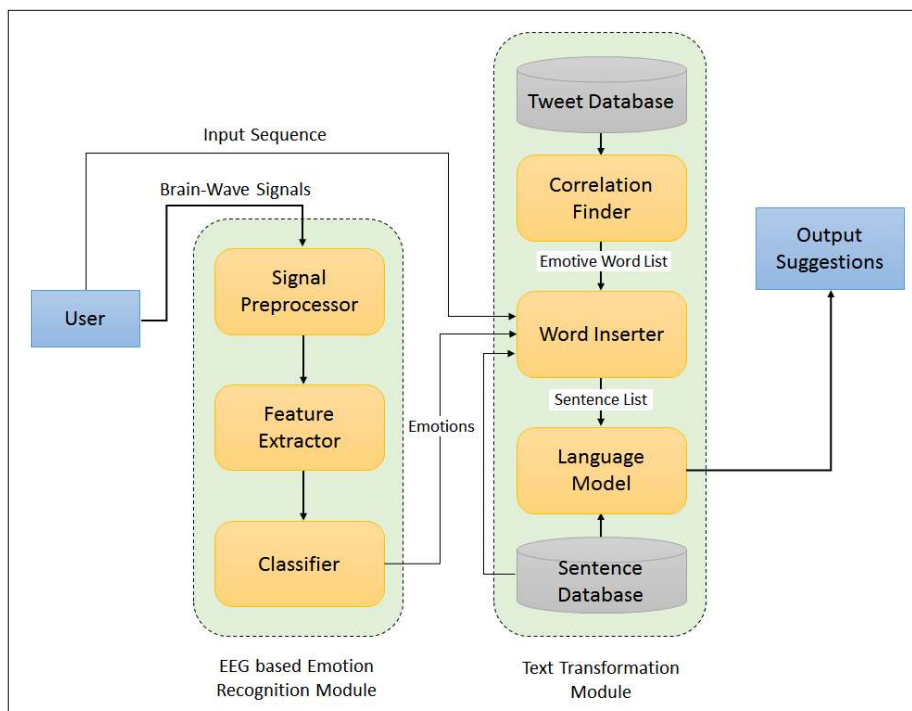 Tweet Database
Input Sequence
Brain-Wave Signals
Correlation
Finder
Output
Suggestions
Emotive Word List
Signal
Preprocessor
User
Word Inserter
Sentence List
Feature
Extractor
Emotions
Language
Model
Classifier
Sentence
Database
EEG based Emotion
Recognition Module
Text Transformation
Module